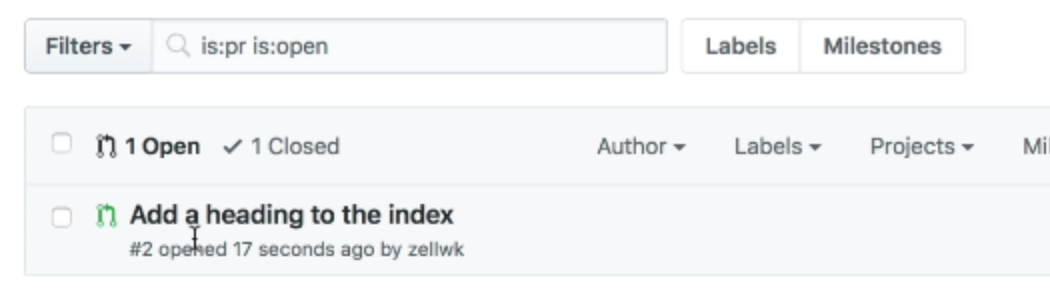 Filters is:pr is:open Labels Milestones
1 Open 1 Closed Author Labels Projects Mil
Add a heading to the index
#2 opened 17 seconds ago by zellwk